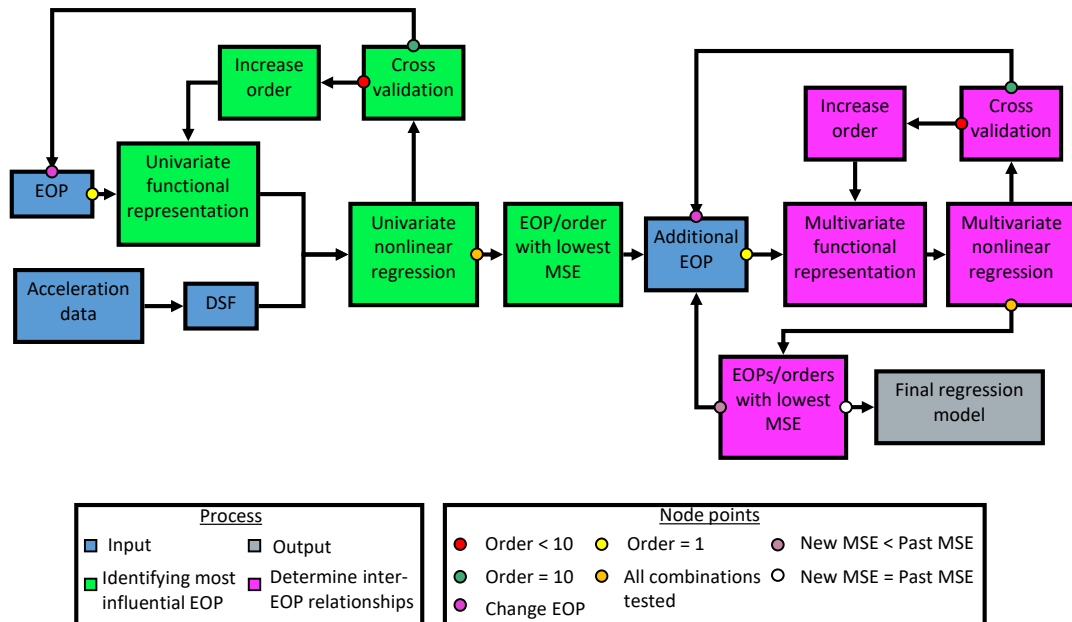 Increase
order
Cross
validation
EOP
Univariate
functional
representation
Acceleration
data
DSF
Univariate
nonlinear
regression
EOP/order
with lowest
MSE
Additional
EOP
Increase
order
Cross
validation
Multivariate
functional
representation
Multivariate
nonlinear
regression
EOPs/orders
with lowest
MSE
Final regression
model
Process
Input
Output
Identifying most
influential EOP
Determine inter-
EOP relationships
Node points
Order < 10
Order = 10
Change EOP
Order = 1
All combinations
tested
New MSE < Past MSE
New MSE = Past MSE